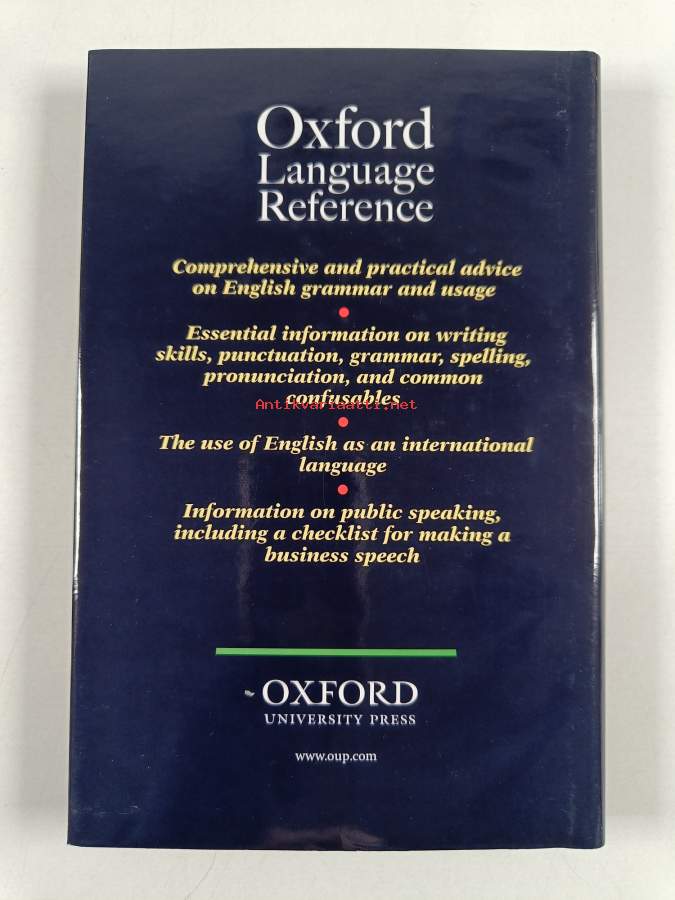 Oxford
Language
Reference
Comprehensive and practical advice
on English grammar and usage
Essential information on writing
skills, punctuation, grammar, spelling,
pronunciation, and common
confusables
Antikvariaatti.net
The use of English as an international
language
Information on public speaking,
including a checklist for making a
business speech
OXFORD
UNIVERSITY PRESS
www.oup.com